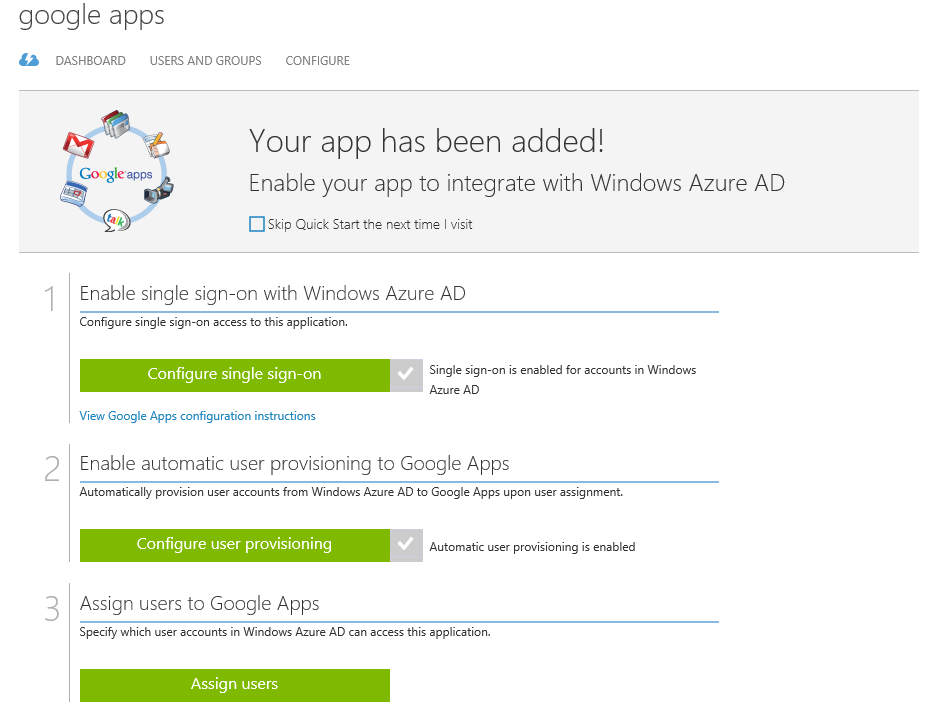 google apps
DASHBOARD USERS AND GROUPS CONFIGURE
Google apps
talk
Your app has been added!
Enable your app to integrate with Windows Azure AD
Skip Quick Start the next time I visit
1
Enable single sign-on with Windows Azure AD
Configure single sign-on access to this application.
Configure single sign-on
Single sign-on is enabled for accounts in Windows
Azure AD
View Google Apps configuration instructions
2
Enable automatic user provisioning to Google Apps
Automatically provision user accounts from Windows Azure AD to Google Apps upon user assignment.
Configure user provisioning
Automatic user provisioning is enabled
3
Assign users to Google Apps
Specify which user accounts in Windows Azure AD can access this application.
Assign users